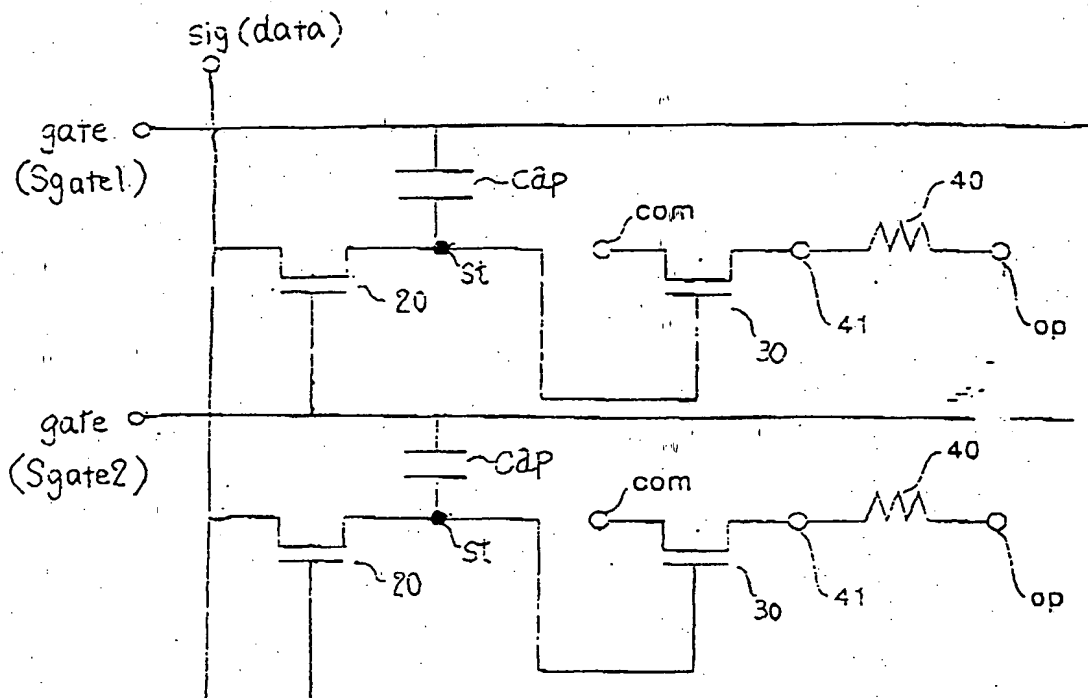 sig (data)
gate
(Sgate1)
cap
com
40
st
20
30
41
op
gate
(Sgate2)
cap
com
40
st
20
30
41
op